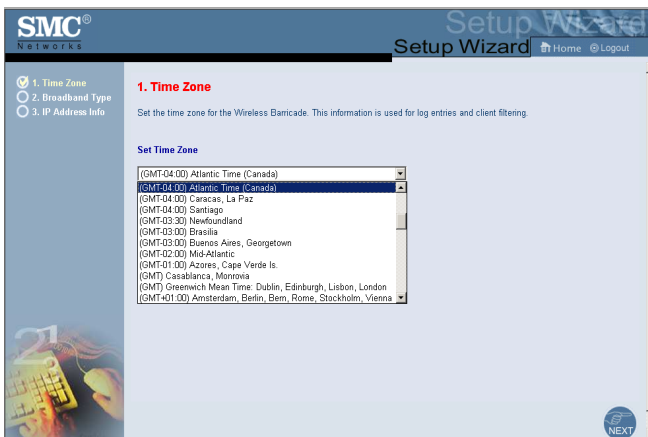 SMC®
Networks
Setup Wizard
Setup Wizard
Home
Logout
1. Time Zone
2. Broadband Type
3. IP Address Info
1. Time Zone
Set the time zone for the Wireless Barricade. This information is used for log entries and client filtering.
Set Time Zone
(GMT-04:00) Atlantic Time (Canada)
(GMT-04:00) Atlantic Time (Canada)
(GMT-04:00) Caracas, La Paz
(GMT-04:00) Santiago
(GMT-03:30) Newfoundland
(GMT-03:00) Brasilia
(GMT-03:00) Buenos Aires, Georgetown
(GMT-02:00) Mid-Atlantic
(GMT-01:00) Azores, Cape Verde Is.
(GMT) Casablanca, Monrovia
(GMT) Greenwich Mean Time: Dublin, Edinburgh, Lisbon, London
(GMT+01:00) Amsterdam, Berlin, Bern, Rome, Stockholm, Vienna
21
NEXT